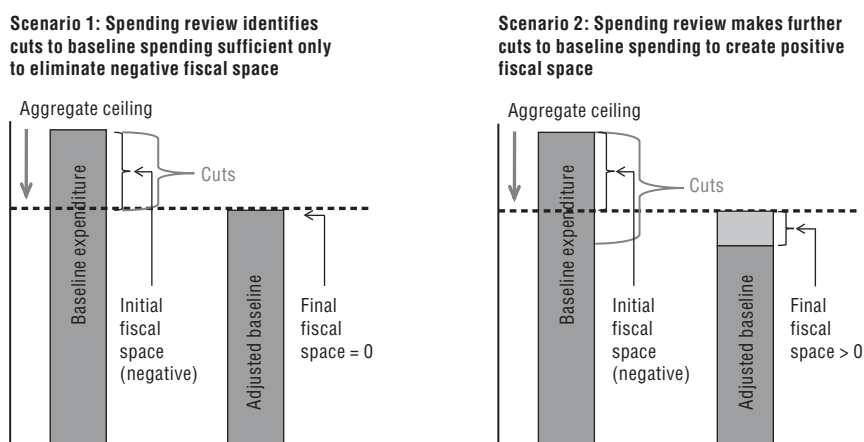 Scenario 1: Spending review identifies
cuts to baseline spending sufficient only
to eliminate negative fiscal space
Aggregate ceiling
Baseline expenditure
Cuts
Initial
fiscal
space
(negative)
Adjusted baseline
Final
fiscal
space = 0
Scenario 2: Spending review makes further
cuts to baseline spending to create positive
fiscal space
Aggregate ceiling
Baseline expenditure
Cuts
Initial
fiscal
space
(negative)
Adjusted baseline
Final
fiscal
space > 0